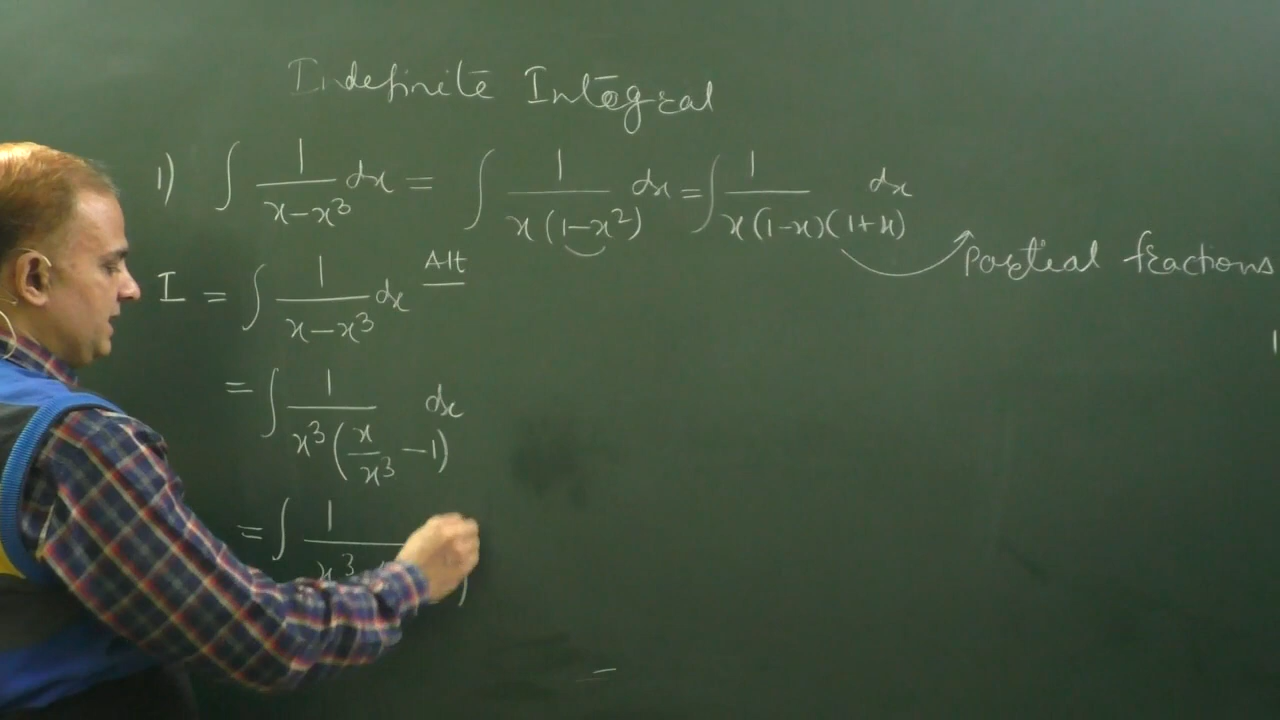 Indefinite Integral
1) ∫ 1/(x-x³) dx = ∫ 1/(x(1-x²)) dx = ∫ 1/(x(1-x)(1+x)) dx
Partial fractions
I = ∫ 1/(x-x³) dx Alt
= ∫ 1/(x³(x/x³ -1)) dx
= ∫ 1/x³